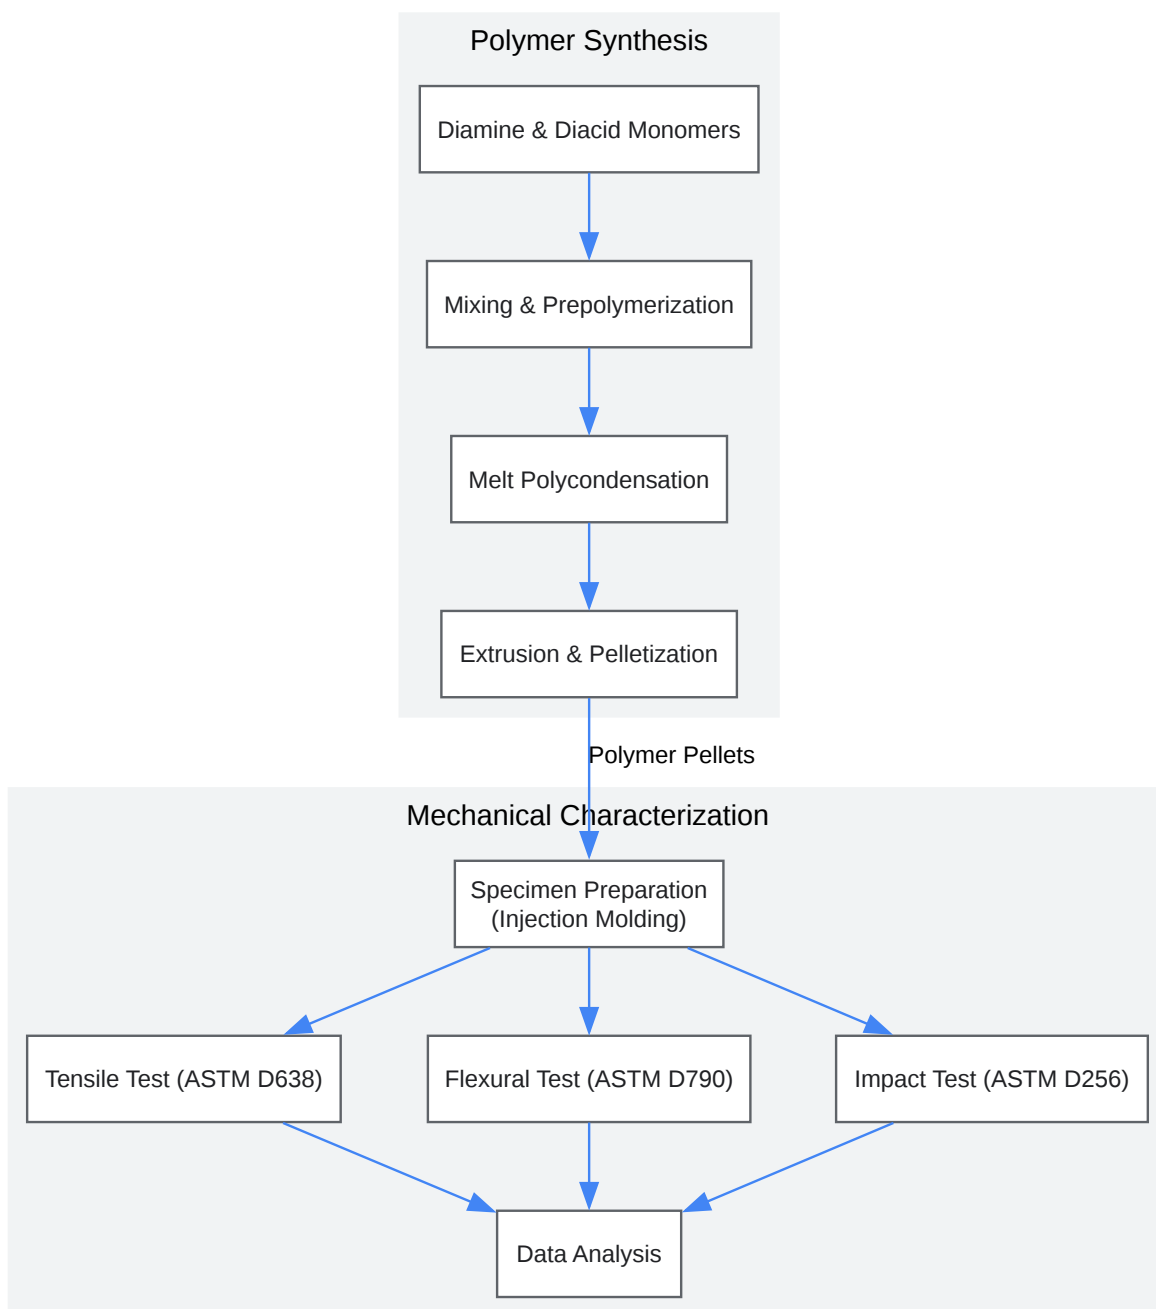 Polymer Synthesis
Diamine & Diacid Monomers
Mixing & Prepolymerization
Melt Polycondensation
Extrusion & Pelletization
Polymer Pellets
Mechanical Characterization
Specimen Preparation
(Injection Molding)
Tensile Test (ASTM D638)
Flexural Test (ASTM D790)
Impact Test (ASTM D256)
Data Analysis